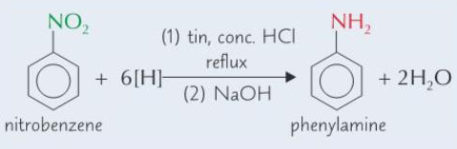 NO₂
NH₂
(1) tin, conc. HCl
reflux
+ 6[H]
(2) NaOH
+ 2H₂O
nitrobenzene
phenylamine